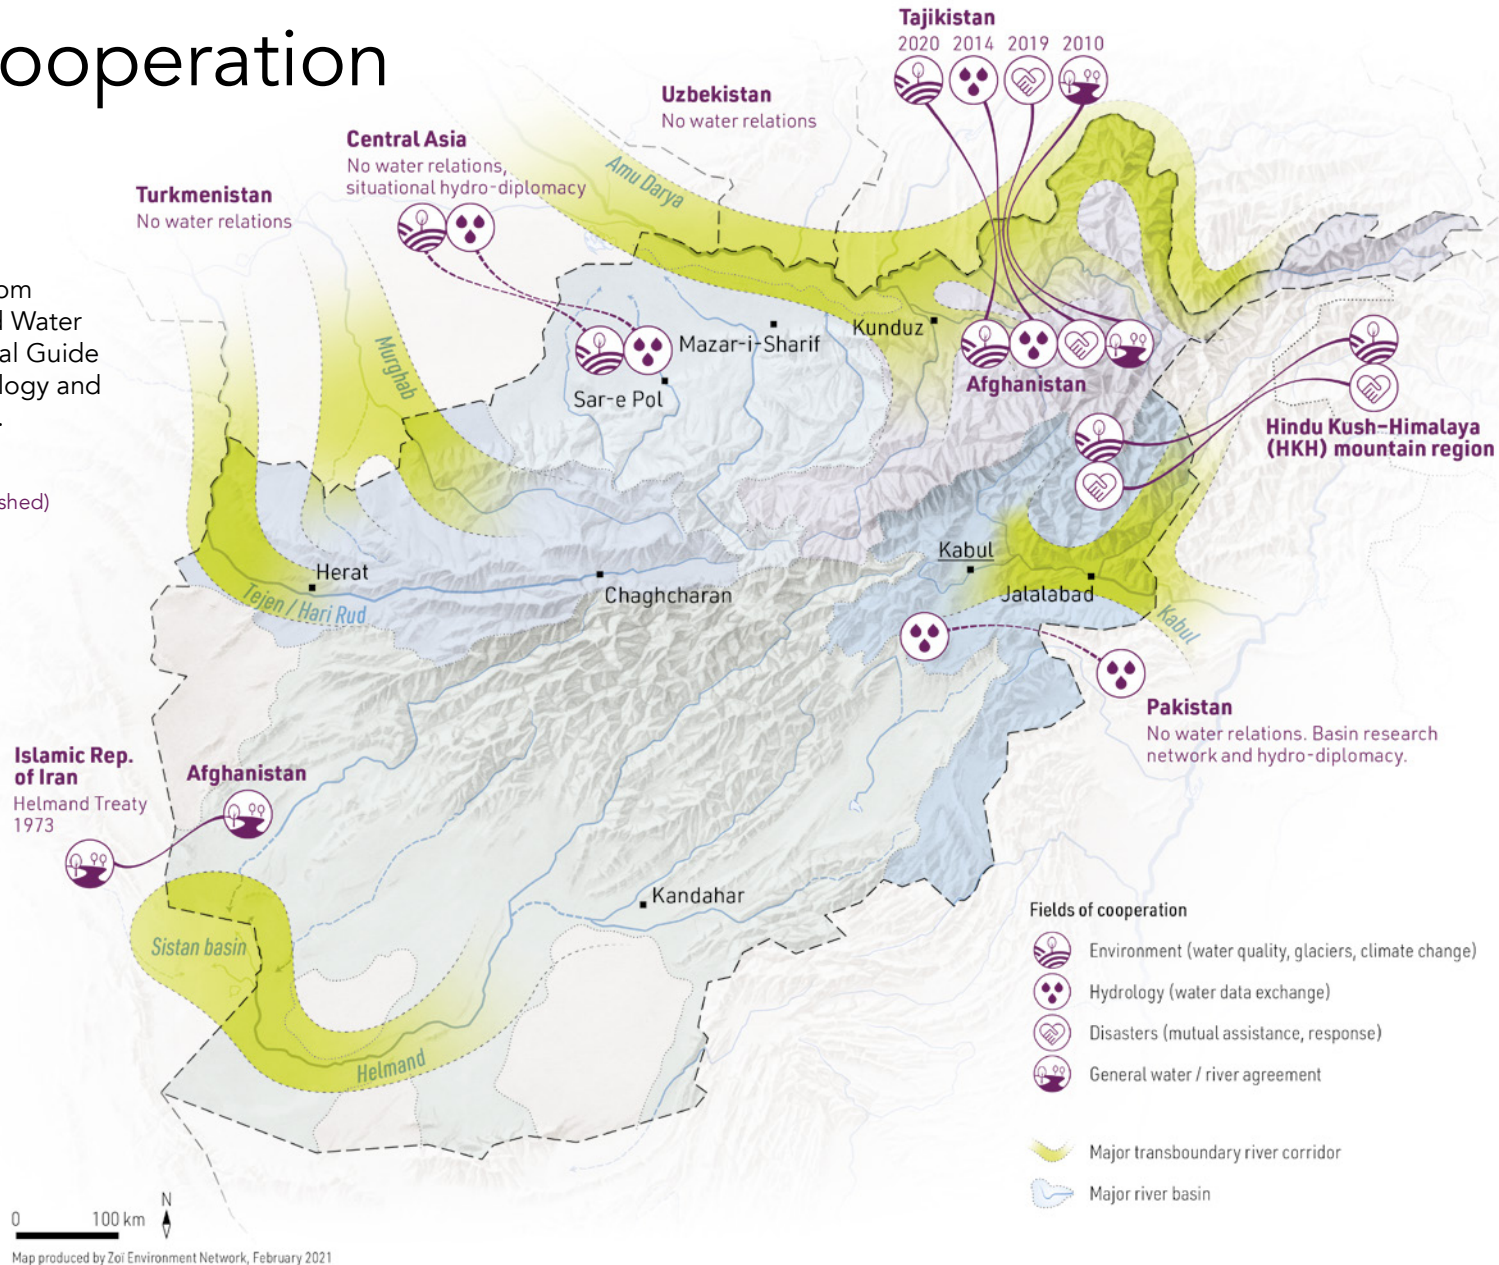 ooperation
om
d Water
al Guide
logy and
.
shed)
Tajikistan
2020 2014 2019 2010
Uzbekistan
No water relations
Central Asia
No water relations,
situational hydro-diplomacy
Turkmenistan
No water relations
Amu Darya
Murghab
Mazar-i-Sharif
Kunduz
Sar-e Pol
Afghanistan
Hindu Kush–Himalaya
(HKH) mountain region
Herat
Tejen / Hari Rud
Chaghcharan
Kabul
Jalalabad
Kabul
Pakistan
No water relations. Basin research
network and hydro-diplomacy.
Islamic Rep.
of Iran
Helmand Treaty
1973
Afghanistan
Kandahar
Sistan basin
Helmand
Fields of cooperation
Environment (water quality, glaciers, climate change)
Hydrology (water data exchange)
Disasters (mutual assistance, response)
General water / river agreement
Major transboundary river corridor
Major river basin
N
0 100 km
Map produced by Zoï Environment Network, February 2021